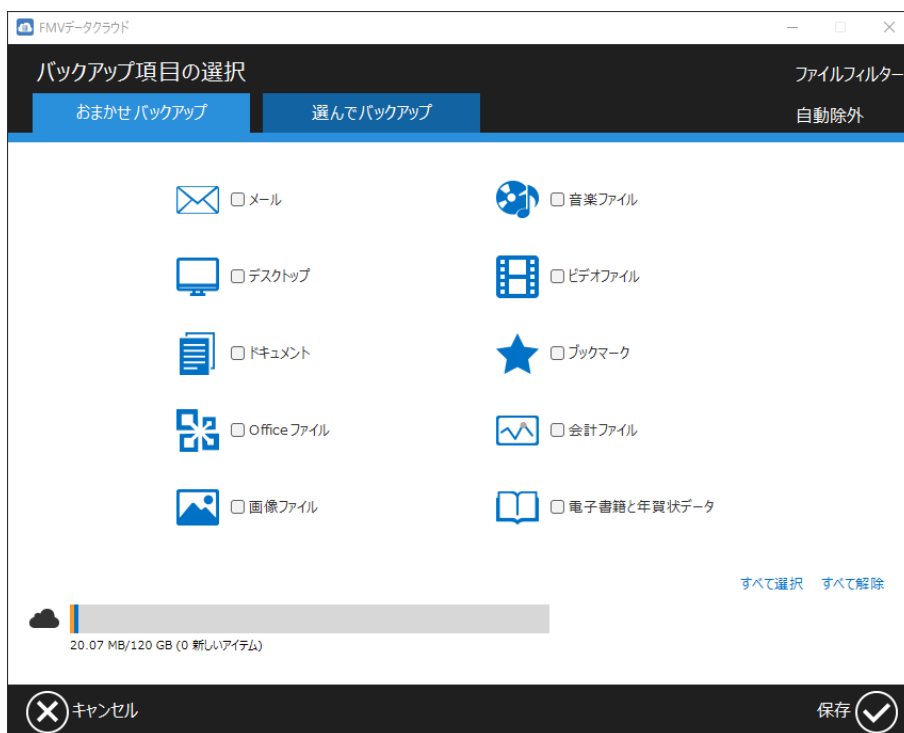 FMVデータクラウド
バックアップ項目の選択
ファイルフィルター
おまかせバックアップ
選んでバックアップ
自動除外
メール
音楽ファイル
デスクトップ
ビデオファイル
ドキュメント
ブックマーク
Officeファイル
会計ファイル
画像ファイル
電子書籍と年賀状データ
すべて選択 すべて解除
20.07 MB/120 GB (0 新しいアイテム)
キャンセル
保存